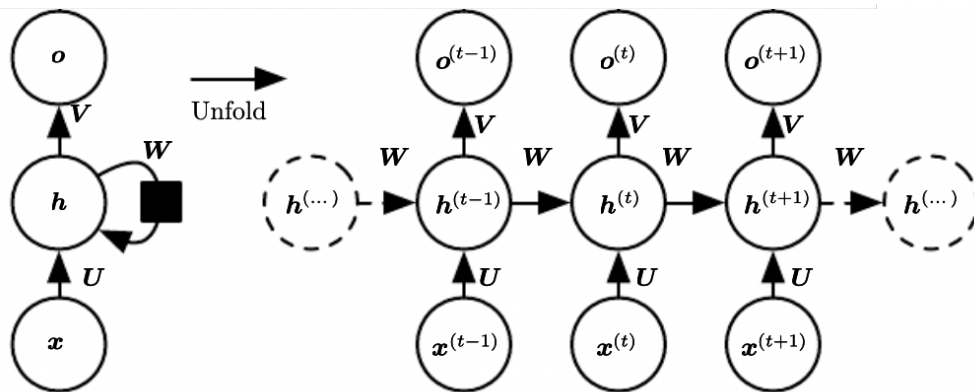 o o^(t−1) o^(t) o^(t+1)
Unfold
V V V V
W W W W W
h h^(...) h^(t−1) h^(t) h^(t+1) h^(...)
U U U U
x x^(t−1) x^(t) x^(t+1)